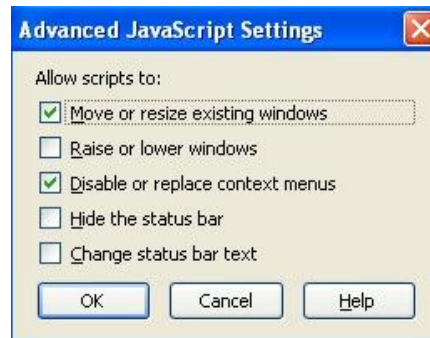 Advanced JavaScript Settings
Allow scripts to:
Move or resize existing windows
Raise or lower windows
Disable or replace context menus
Hide the status bar
Change status bar text
OK Cancel Help